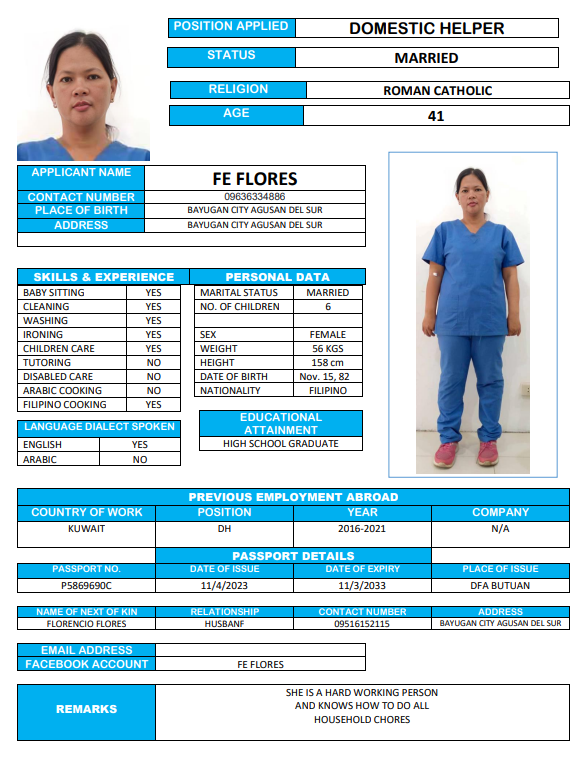 POSITION APPLIED DOMESTIC HELPER
STATUS MARRIED
RELIGION ROMAN CATHOLIC
AGE 41
APPLICANT NAME FE FLORES
CONTACT NUMBER 09636334886
PLACE OF BIRTH BAYUGAN CITY AGUSAN DEL SUR
ADDRESS BAYUGAN CITY AGUSAN DEL SUR
SKILLS & EXPERIENCE PERSONAL DATA
BABY SITTING YES MARITAL STATUS MARRIED
CLEANING YES NO. OF CHILDREN 6
WASHING YES
IRONING YES SEX FEMALE
CHILDREN CARE YES WEIGHT 56 KGS
TUTORING NO HEIGHT 158 cm
DISABLED CARE NO DATE OF BIRTH Nov. 15, 82
ARABIC COOKING NO NATIONALITY FILIPINO
FILIPINO COOKING YES
LANGUAGE DIALECT SPOKEN
ENGLISH YES
ARABIC NO
EDUCATIONAL
ATTAINMENT
HIGH SCHOOL GRADUATE
PREVIOUS EMPLOYMENT ABROAD
COUNTRY OF WORK POSITION YEAR COMPANY
KUWAIT DH 2016-2021 N/A
PASSPORT DETAILS
PASSPORT NO. DATE OF ISSUE DATE OF EXPIRY PLACE OF ISSUE
P5869690C 11/4/2023 11/3/2033 DFA BUTUAN
NAME OF NEXT OF KIN RELATIONSHIP CONTACT NUMBER ADDRESS
FLORENCIO FLORES HUSBANF 09516152115 BAYUGAN CITY AGUSAN DEL SUR
EMAIL ADDRESS
FACEBOOK ACCOUNT FE FLORES
REMARKS
SHE IS A HARD WORKING PERSON
AND KNOWS HOW TO DO ALL
HOUSEHOLD CHORES